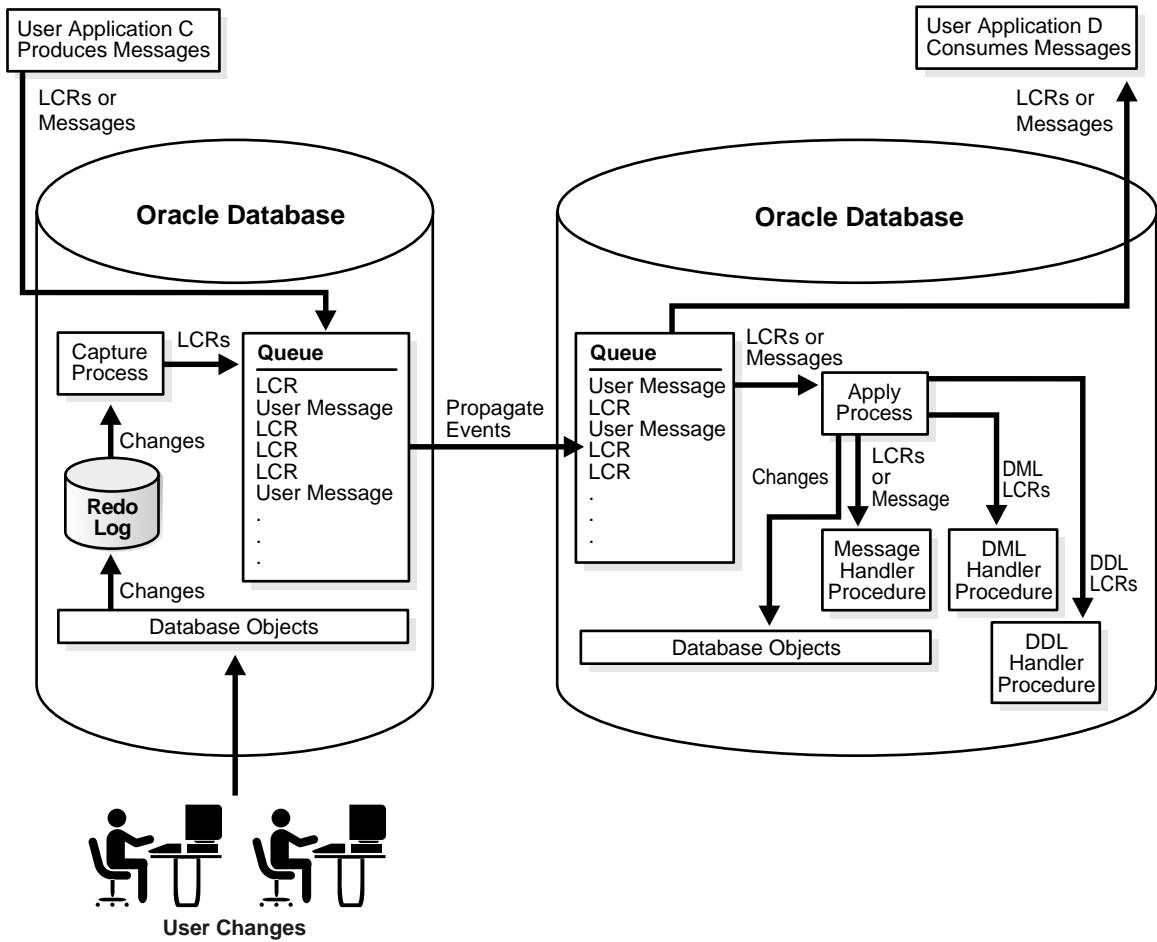 User Application C
Produces Messages
User Application D
Consumes Messages
LCRs or
Messages
LCRs or
Messages
Oracle Database
Oracle Database
Capture
Process
LCRs
Queue
LCR
User Message
LCR
LCR
LCR
User Message
.
.
.
.
Changes
Redo
Log
Changes
Database Objects
Propagate
Events
Queue
User Message
LCR
User Message
LCR
LCR
.
.
.
LCRs or
Messages
Apply
Process
Changes
LCRs
or
Message
DML
LCRs
DDL
LCRs
Message
Handler
Procedure
DML
Handler
Procedure
DDL
Handler
Procedure
Database Objects
User Changes